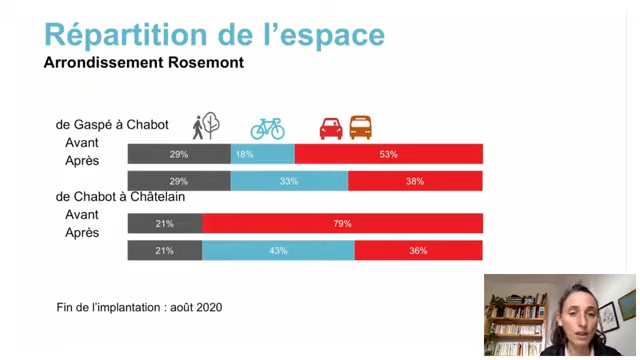 Répartition de l'espace
Arrondissement Rosemont
de Gaspé à Chabot
Avant
29% 18% 53%
Après
29% 33% 38%
de Chabot à Châtelain
Avant
21% 79%
Après
21% 43% 36%
Fin de l'implantation : août 2020